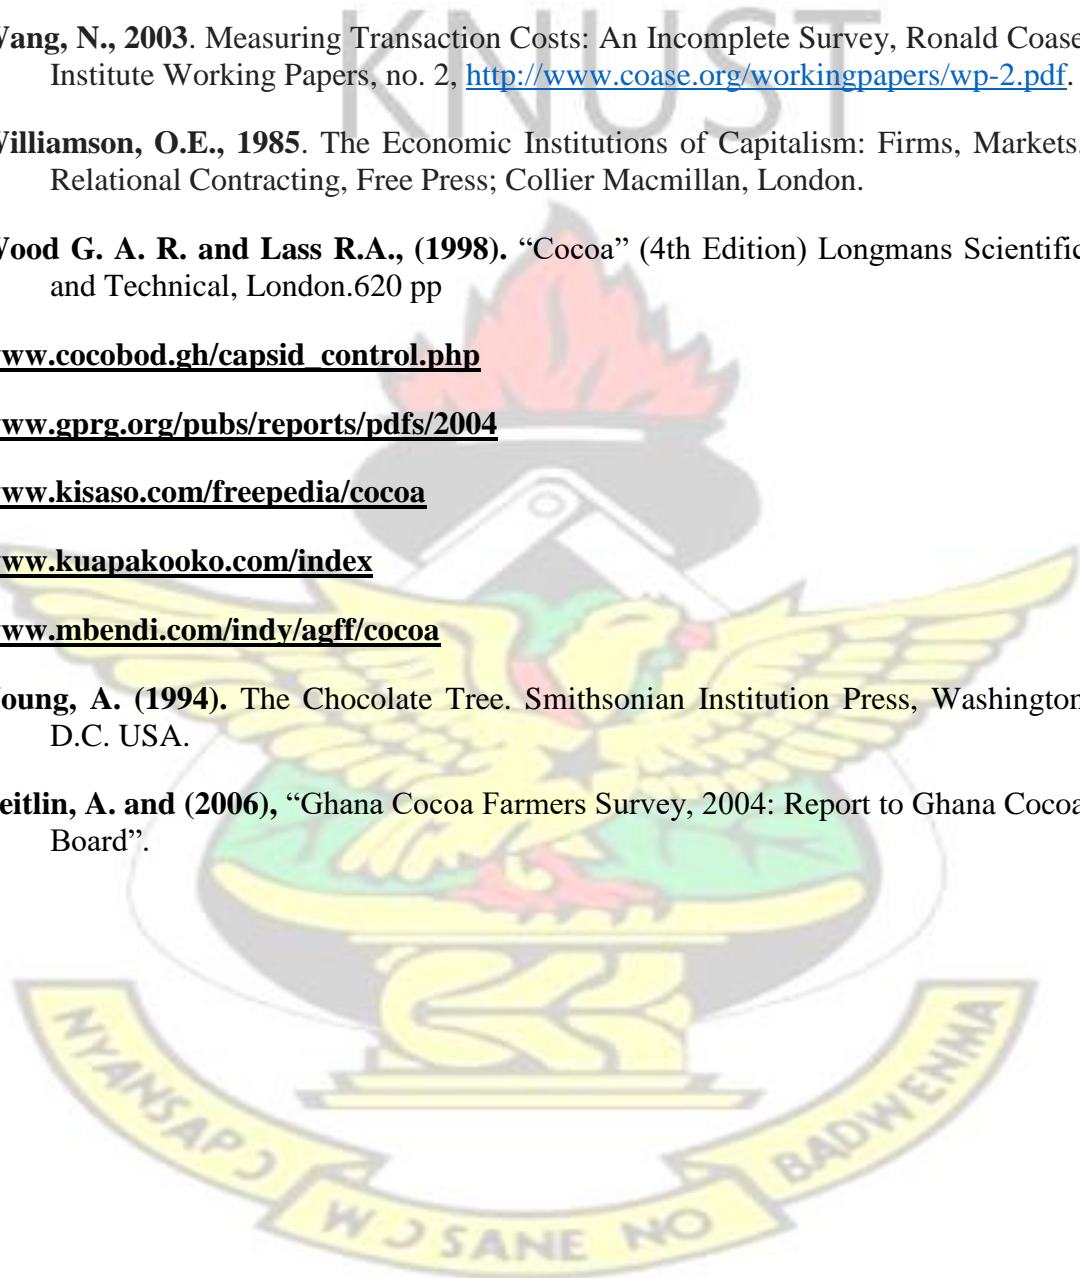 KNUST
Wang, N., 2003. Measuring Transaction Costs: An Incomplete Survey, Ronald Coase
Institute Working Papers, no. 2, http://www.coase.org/workingpapers/wp-2.pdf.
Williamson, O.E., 1985. The Economic Institutions of Capitalism: Firms, Markets.
Relational Contracting, Free Press; Collier Macmillan, London.
Wood G. A. R. and Lass R.A., (1998). “Cocoa” (4th Edition) Longmans Scientific
and Technical, London.620 pp
www.cocobod.gh/capsid_control.php
www.gprg.org/pubs/reports/pdfs/2004
www.kisaso.com/freepedia/cocoa
www.kuapakooko.com/index
www.mbendi.com/indy/agff/cocoa
Young, A. (1994). The Chocolate Tree. Smithsonian Institution Press, Washington
D.C. USA.
eitlin, A. and (2006), “Ghana Cocoa Farmers Survey, 2004: Report to Ghana Cocoa
Board”.
NYANSAPƆ WƆSANE NO BADWENMA